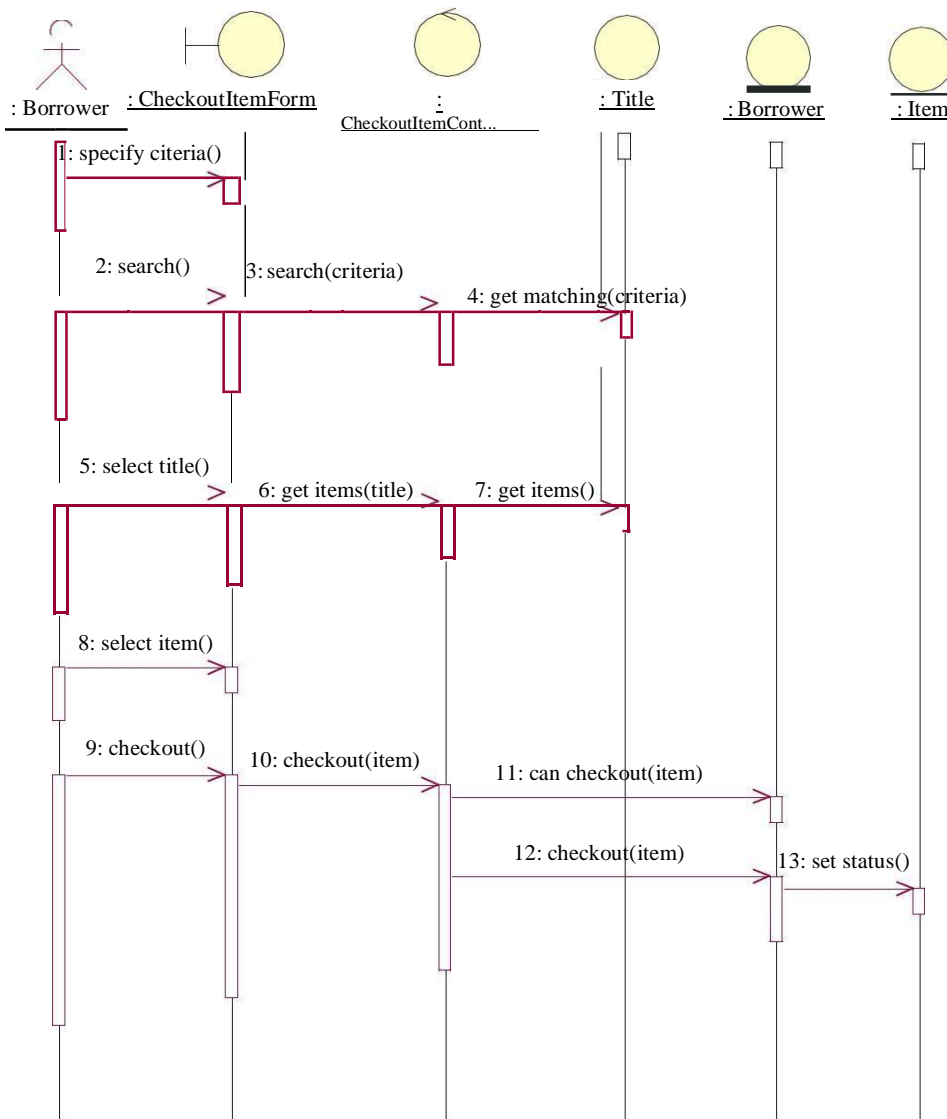 : Borrower
: CheckoutItemForm
:
CheckoutItemCont...
: Title
: Borrower
: Item
1: specify citeria()
2: search()
3: search(criteria)
4: get matching(criteria)
5: select title()
6: get items(title)
7: get items()
8: select item()
9: checkout()
10: checkout(item)
11: can checkout(item)
12: checkout(item)
13: set status()